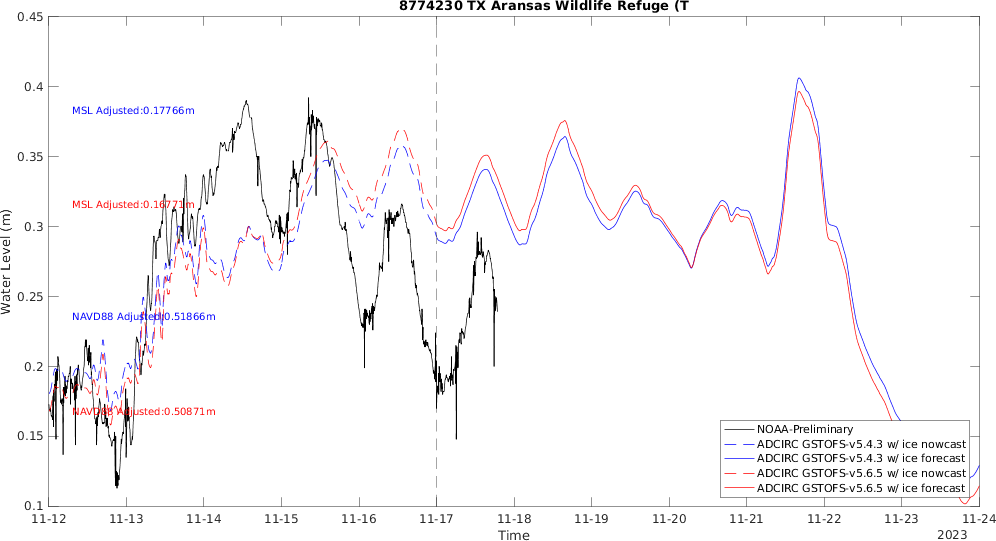 8774230 TX Aransas Wildlife Refuge (T
Water Level (m)
0.45
0.4
0.35
0.3
0.25
0.2
0.15
0.1
MSL Adjusted:0.17766m
MSL Adjusted:0.16771m
NAVD88 Adjusted:0.51866m
NAVD88 Adjusted:0.50871m
NOAA-Preliminary
ADCIRC GSTOFS-v5.4.3 w/ ice nowcast
ADCIRC GSTOFS-v5.4.3 w/ ice forecast
ADCIRC GSTOFS-v5.6.5 w/ ice nowcast
ADCIRC GSTOFS-v5.6.5 w/ ice forecast
11-12 11-13 11-14 11-15 11-16 11-17 11-18 11-19 11-20 11-21 11-22 11-23 11-24
Time
2023